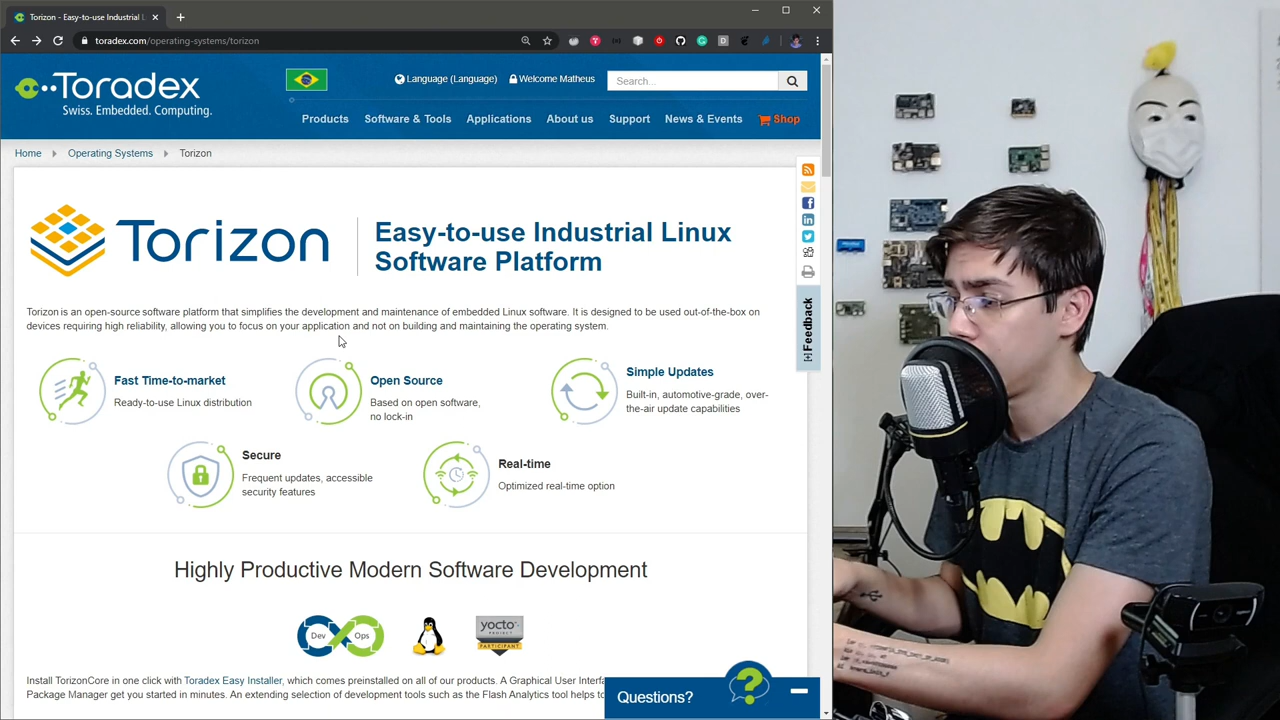 Torizon - Easy-to-use Industrial L
toradex.com/operating-systems/torizon
Toradex
Swiss. Embedded. Computing.
Language (Language)
Welcome Matheus
Search...
Products
Software & Tools
Applications
About us
Support
News & Events
Shop
Home
Operating Systems
Torizon
Torizon
Easy-to-use Industrial Linux
Software Platform
Torizon is an open-source software platform that simplifies the development and maintenance of embedded Linux software. It is designed to be used out-of-the-box on
devices requiring high reliability, allowing you to focus on your application and not on building and maintaining the operating system.
[+] Feedback
Fast Time-to-market
Ready-to-use Linux distribution
Open Source
Based on open software,
no lock-in
Simple Updates
Built-in, automotive-grade, over-
the-air update capabilities
Secure
Frequent updates, accessible
security features
Real-time
Optimized real-time option
Highly Productive Modern Software Development
Dev
Ops
yocto
PROJECT
PARTICIPANT
Install TorizonCore in one click with Toradex Easy Installer, which comes preinstalled on all of our products. A Graphical User Interfa
Package Manager get you started in minutes. An extending selection of development tools such as the Flash Analytics tool helps to
Questions?